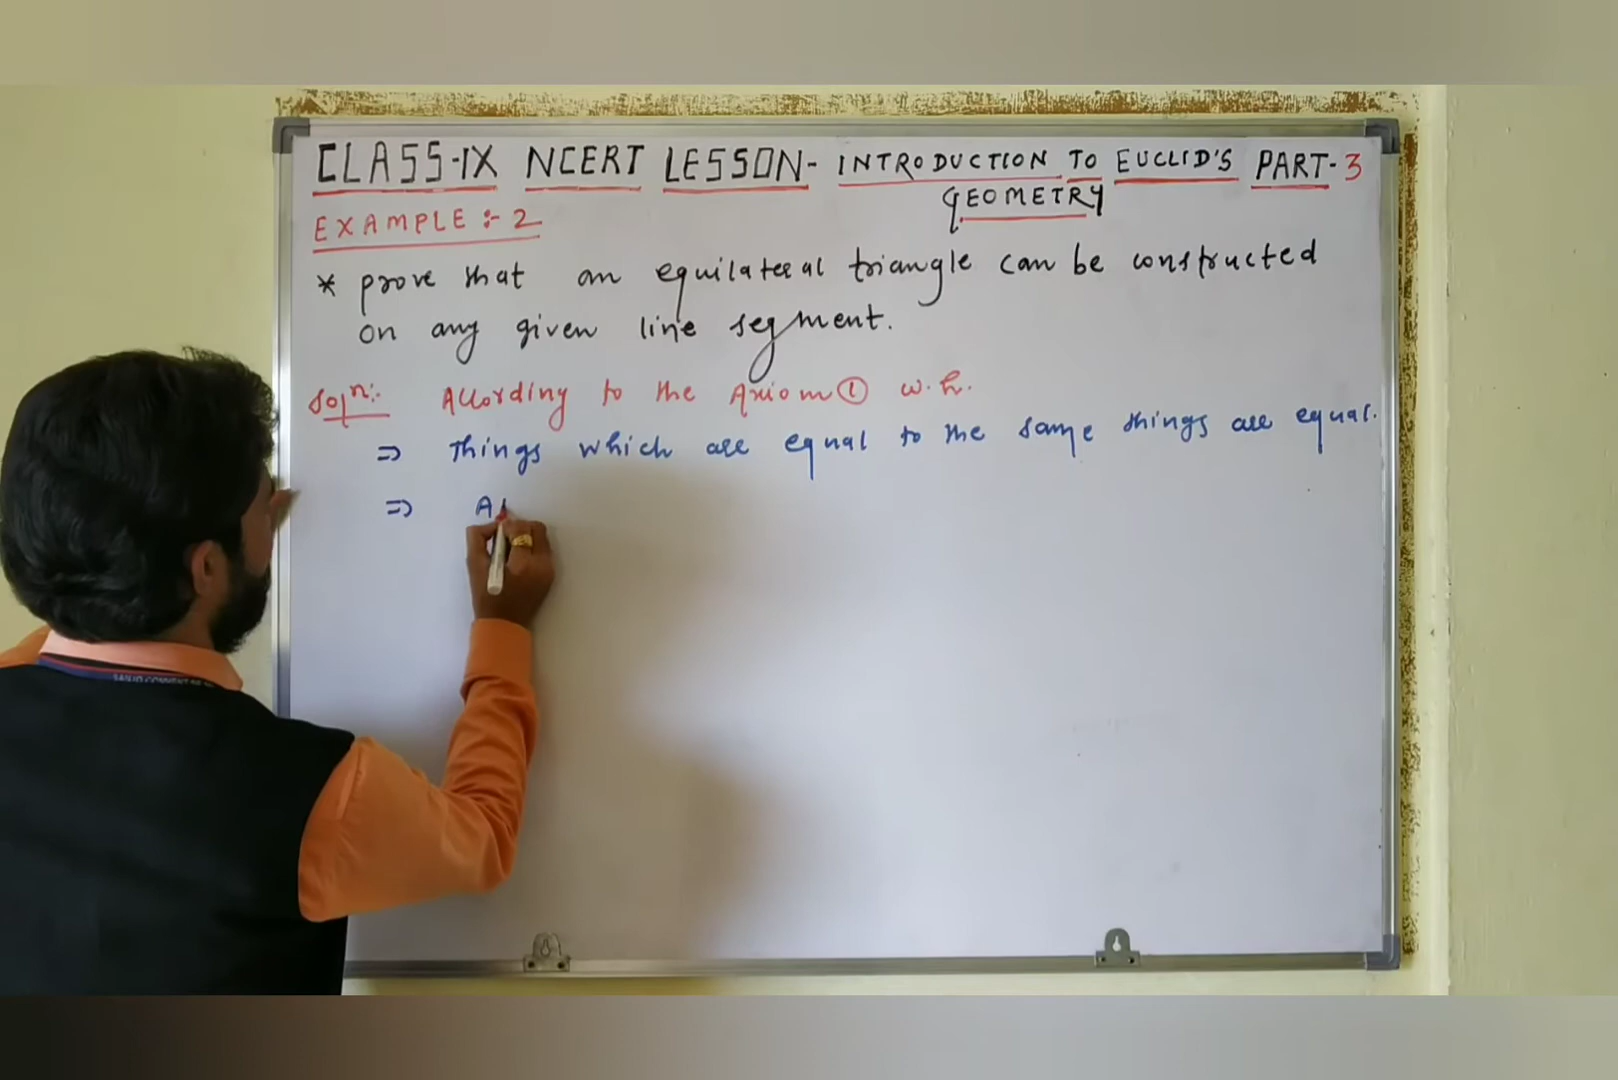 CLASS-IX NCERT LESSON- INTRODUCTION TO EUCLID'S PART-3
GEOMETRY
EXAMPLE :- 2
* prove that an equilateral triangle can be constructed
on any given line segment.
Soln:- According to the Axiom ① w.h.
⇒ Things which are equal to the same things are equal.
⇒ A